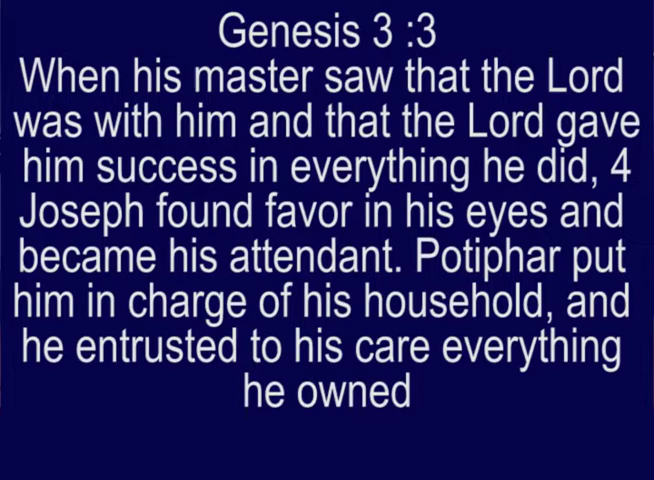 Genesis 3 :3
When his master saw that the Lord
was with him and that the Lord gave
him success in everything he did, 4
Joseph found favor in his eyes and
became his attendant. Potiphar put
him in charge of his household, and
he entrusted to his care everything
he owned